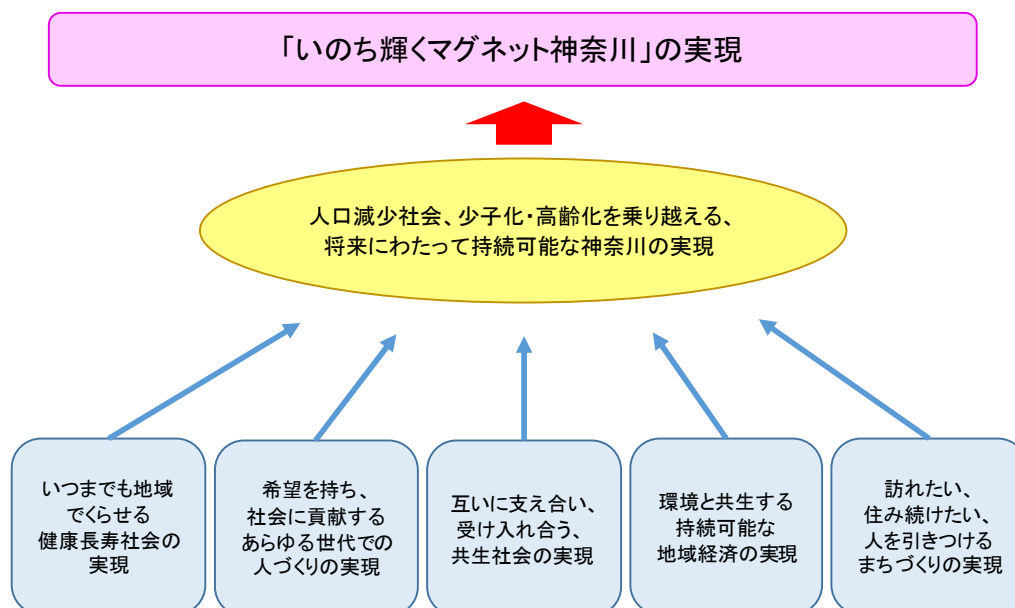 「いのち輝くマグネット神奈川」の実現
人口減少社会、少子化・高齢化を乗り越える、
将来にわたって持続可能な神奈川の実現
いつまでも地域
でくらせる
健康長寿社会の
実現
希望を持ち、
社会に貢献する
あらゆる世代での
人づくりの実現
互いに支え合い、
受け入れ合う、
共生社会の実現
環境と共生する
持続可能な
地域経済の実現
訪れたい、
住み続けたい、
人を引きつける
まちづくりの実現